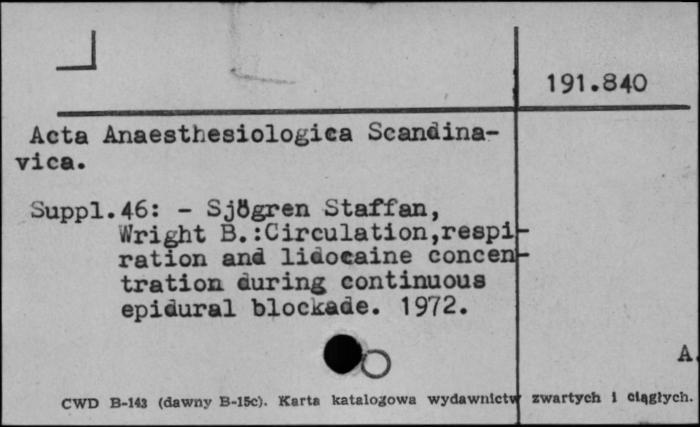 191.840
Acta Anaesthesiologica Scandina-
vica.
Suppl.46: - Sjögren Staffan,
Wright B.:Circulation,respi-
ration and lidocaine concen-
tration during continuous
epidural blockade. 1972.
A.
CWD B-143 (dawny B-15c). Karta katalogowa wydawnictw zwartych i ciągłych.